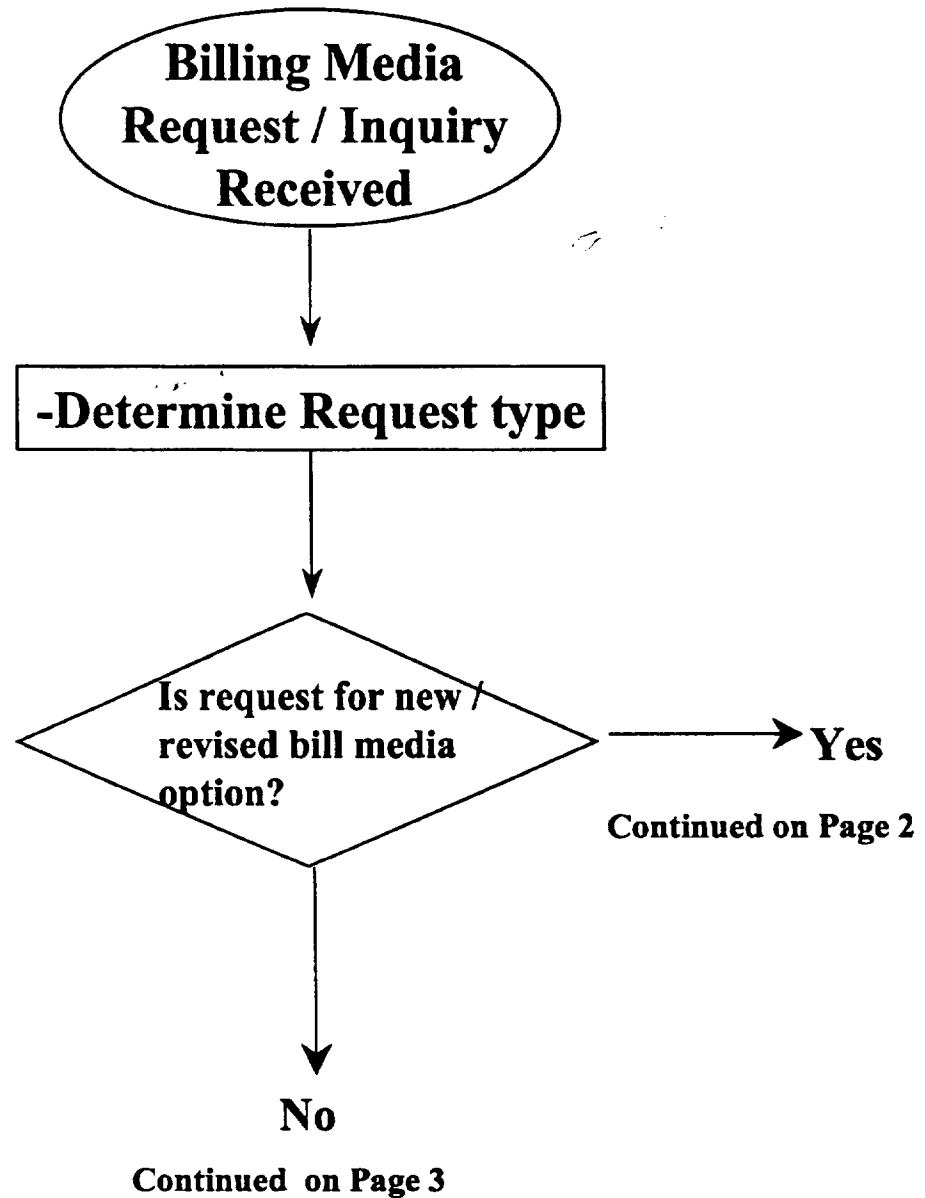 Billing Media
Request / Inquiry
Received
-Determine Request type
Is request for new /
revised bill media
option?
Yes
Continued on Page 2
No
Continued on Page 3